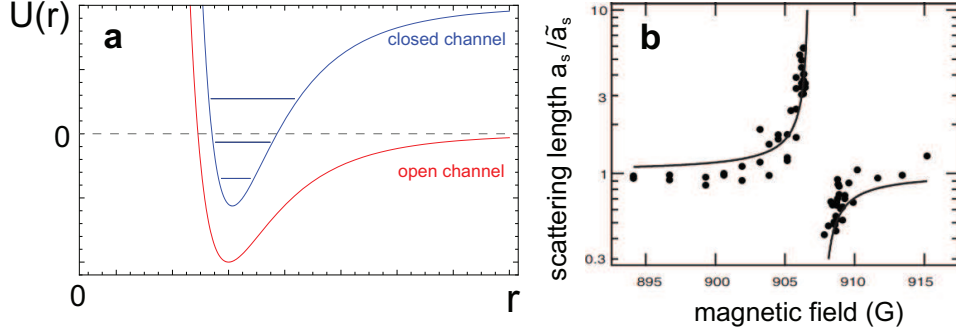 U(r)
a
closed channel
0
open channel
0
r
b
scattering length a_s / ã_s
10
3
1
0.3
895
900
905
910
915
magnetic field (G)